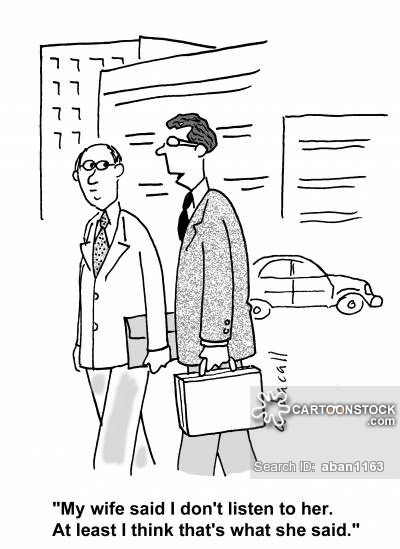 Bacall
CARTOONSTOCK
.com
Search ID: aban1163
"My wife said I don't listen to her.
At least I think that's what she said."